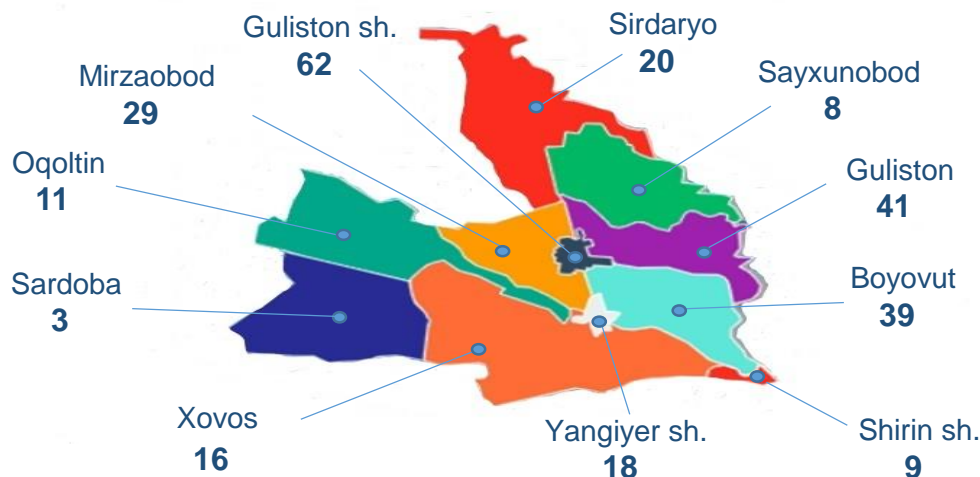 Guliston sh.
62
Sirdaryo
20
Mirzaobod
29
Sayxunobod
8
Oqoltin
11
Guliston
41
Sardoba
3
Boyovut
39
Xovos
16
Yangiyer sh.
18
Shirin sh.
9